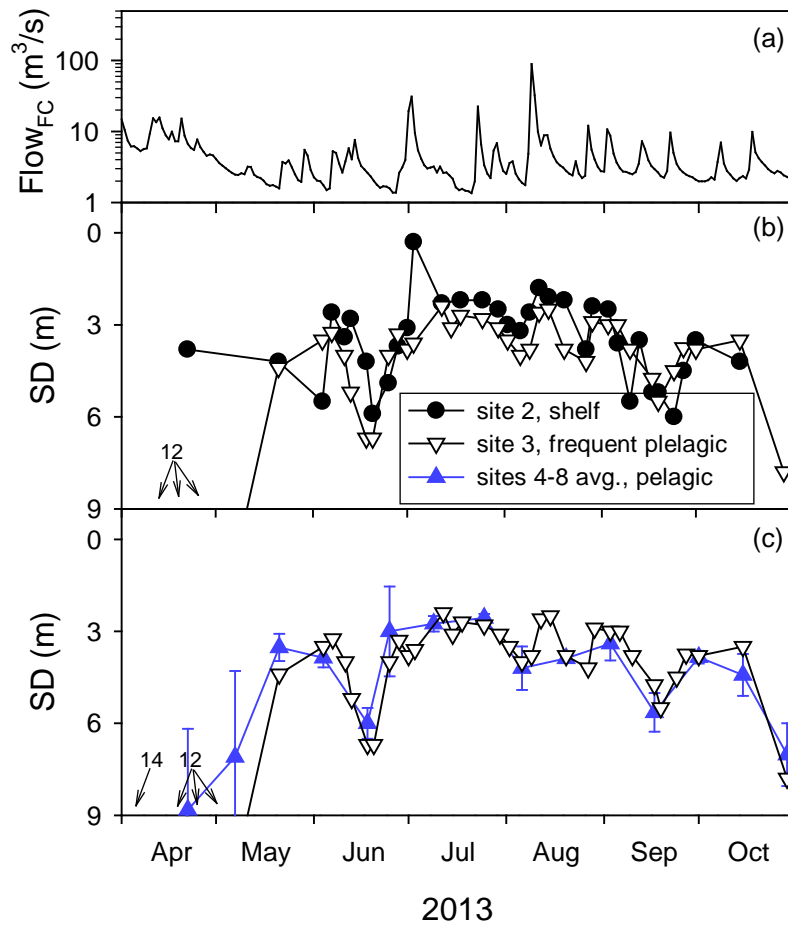 (a)
Flow_FC (m³/s)
100
10
1
(b)
SD (m)
0
3
6
9
12
site 2, shelf
site 3, frequent plelagic
sites 4-8 avg., pelagic
(c)
SD (m)
0
3
6
9
14 12
Apr May Jun Jul Aug Sep Oct
2013